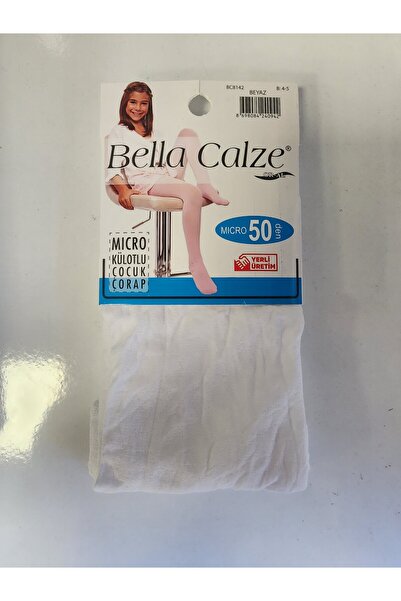 BC8142 B: 4-5
BEYAZ
8 698084 240942
Bella Calze®
MICRO 50 den
MICRO
KÜLOTLU
ÇOCUK
ÇORAP
YERLİ
ÜRETİM